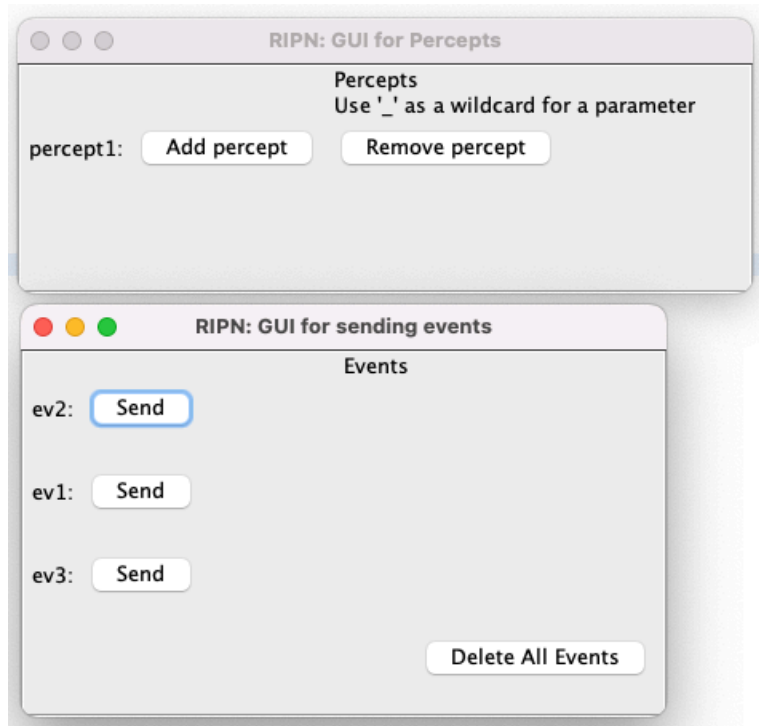 RIPN: GUI for Percepts
Percepts
Use '_' as a wildcard for a parameter
percept1: Add percept Remove percept
RIPN: GUI for sending events
Events
ev2: Send
ev1: Send
ev3: Send
Delete All Events